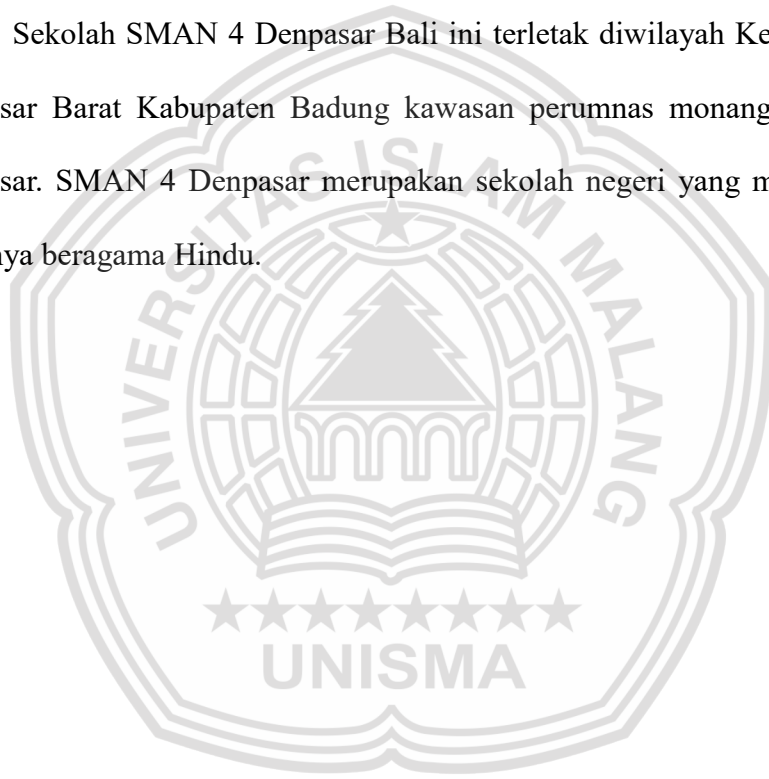 Sekolah SMAN 4 Denpasar Bali ini terletak diwilayah Ke
sar Barat Kabupaten Badung kawasan perumnas monang
sar. SMAN 4 Denpasar merupakan sekolah negeri yang m
ya beragama Hindu.
UNIVERSITAS ISLAM MALANG
UNISMA